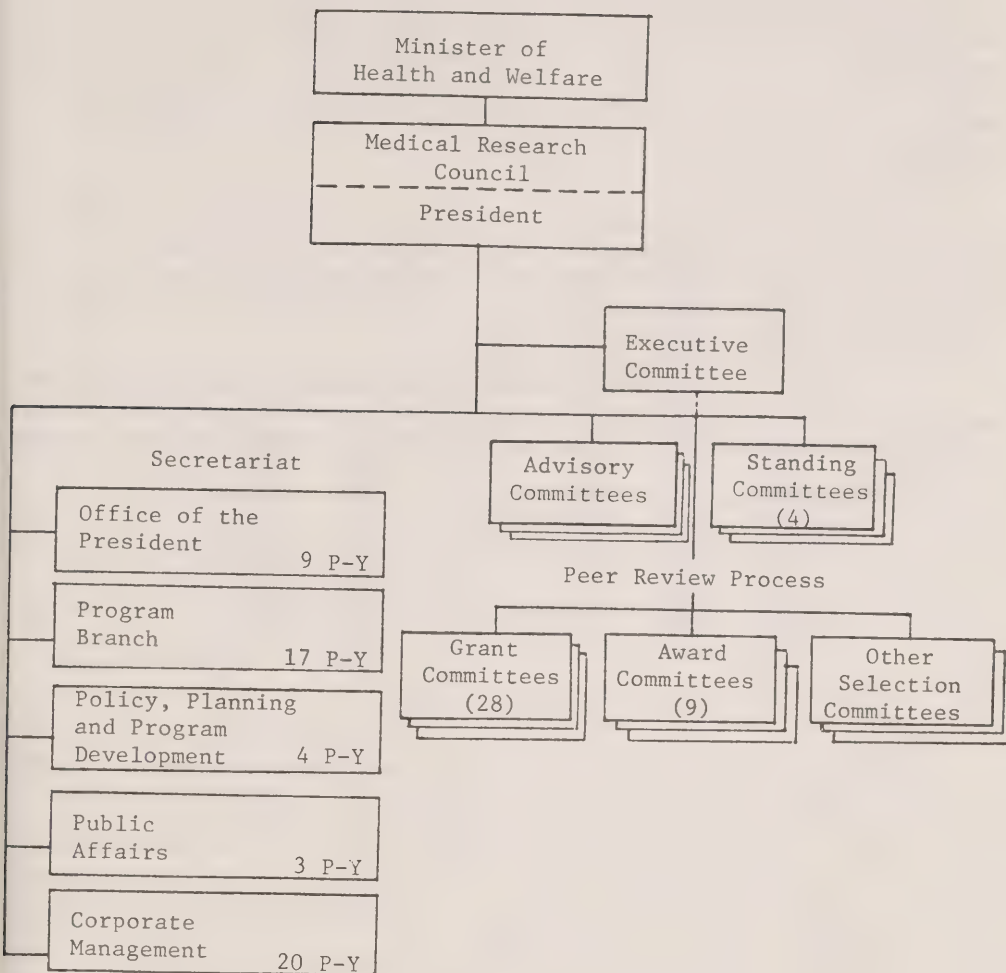 Minister of
Health and Welfare
Medical Research
Council
President
Executive
Committee
Secretariat
Office of the
President
9 P-Y
Program
Branch
17 P-Y
Policy, Planning
and Program
Development 4 P-Y
Public
Affairs
3 P-Y
Corporate
Management
20 P-Y
Advisory
Committees
Standing
Committees
(4)
Peer Review Process
Grant
Committees
(28)
Award
Committees
(9)
Other
Selection
Committees